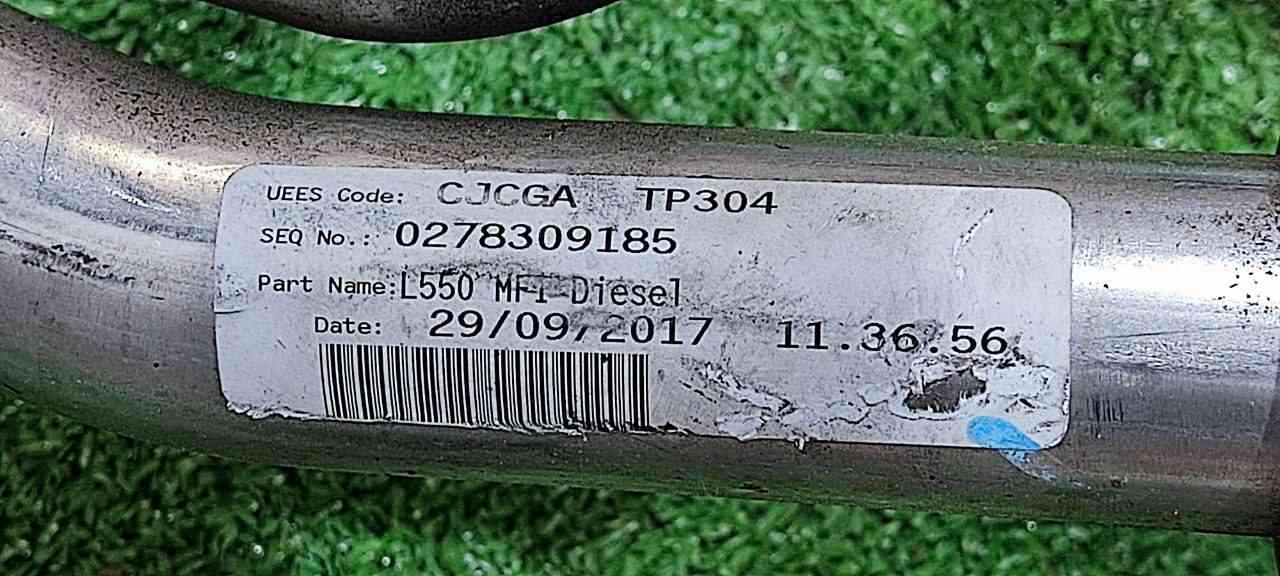 UEES Code: CJCGA TP304
SEQ No.: 0278309185
Part Name: L550 MFI Diesel
Date: 29/09/2017 11.36.56